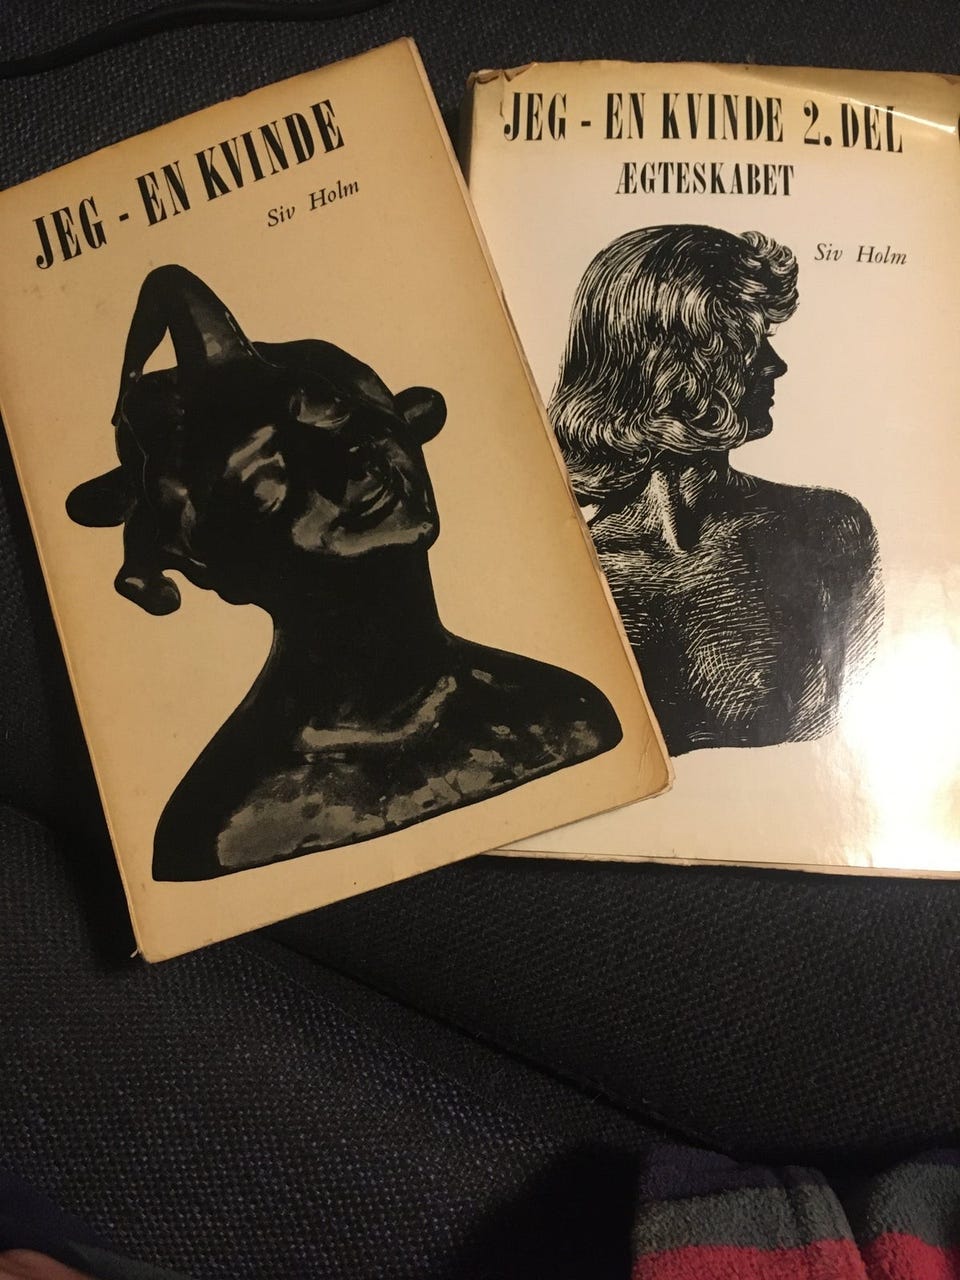 JEG - EN KVINDE
Siv Holm
JEG - EN KVINDE 2. DEL
ÆGTESKABET
Siv Holm